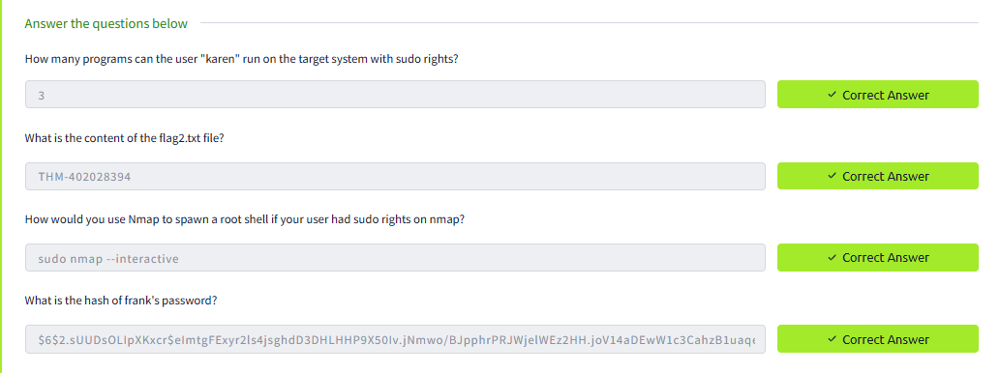 Answer the questions below
How many programs can the user "karen" run on the target system with sudo rights?
3
✓ Correct Answer
What is the content of the flag2.txt file?
THM-402028394
✓ Correct Answer
How would you use Nmap to spawn a root shell if your user had sudo rights on nmap?
sudo nmap --interactive
✓ Correct Answer
What is the hash of frank's password?
$6$2.sUUDsOLIpXKxcr$eImtgFExyr2ls4jsghdD3DHLHHP9X50Iv.jNmwo/BJpphrPRJWjelWEz2HH.joV14aDEwW1c3CahzB1uaqe
✓ Correct Answer